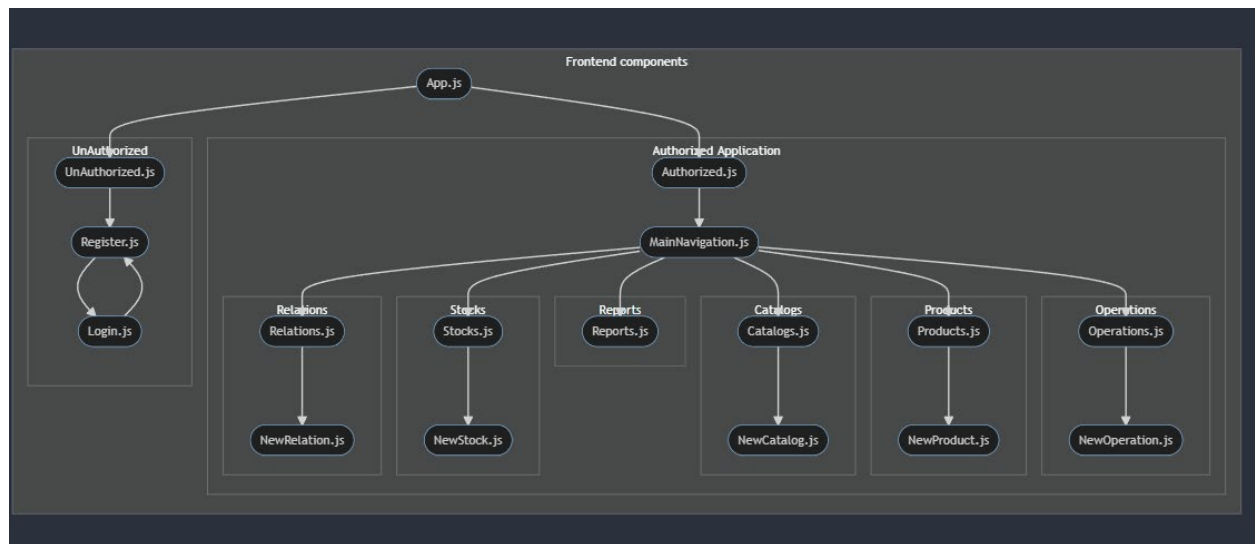 Frontend components
App.js
UnAuthorized
Authorized Application
UnAuthorized.js
Authorized.js
Register.js
MainNavigation.js
Relations
Stocks
Reports
Catalogs
Products
Operations
Login.js
Relations.js
Stocks.js
Reports.js
Catalogs.js
Products.js
Operations.js
NewRelation.js
NewStock.js
NewCatalog.js
NewProduct.js
NewOperation.js